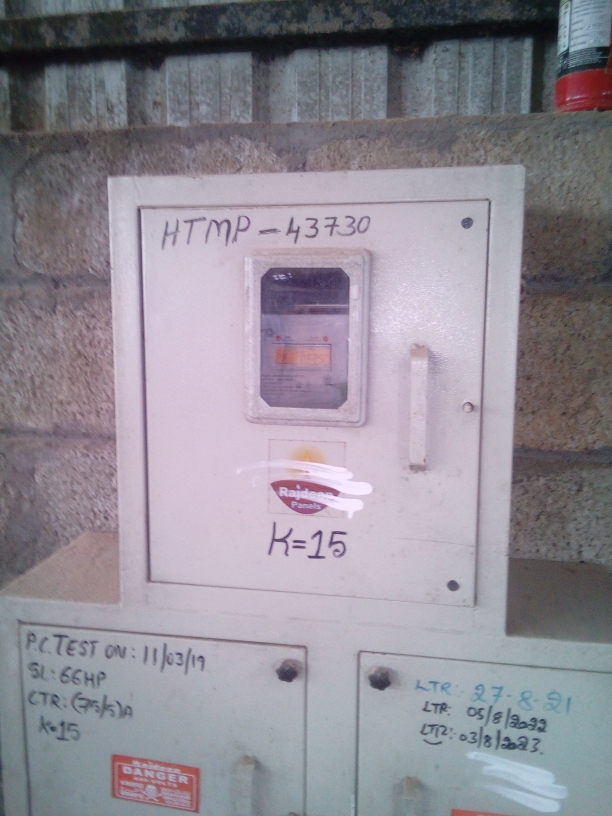 HTMP-43730
Rajdeep
Panels
K=15
P.C. TEST ON: 11/03/19
SL: 66HP
CTR: (75/5)A
K=15
Rajdeep
DANGER
LTR: 27-8-21
LTR: 05/8/2022
LTR: 03/8/2023.